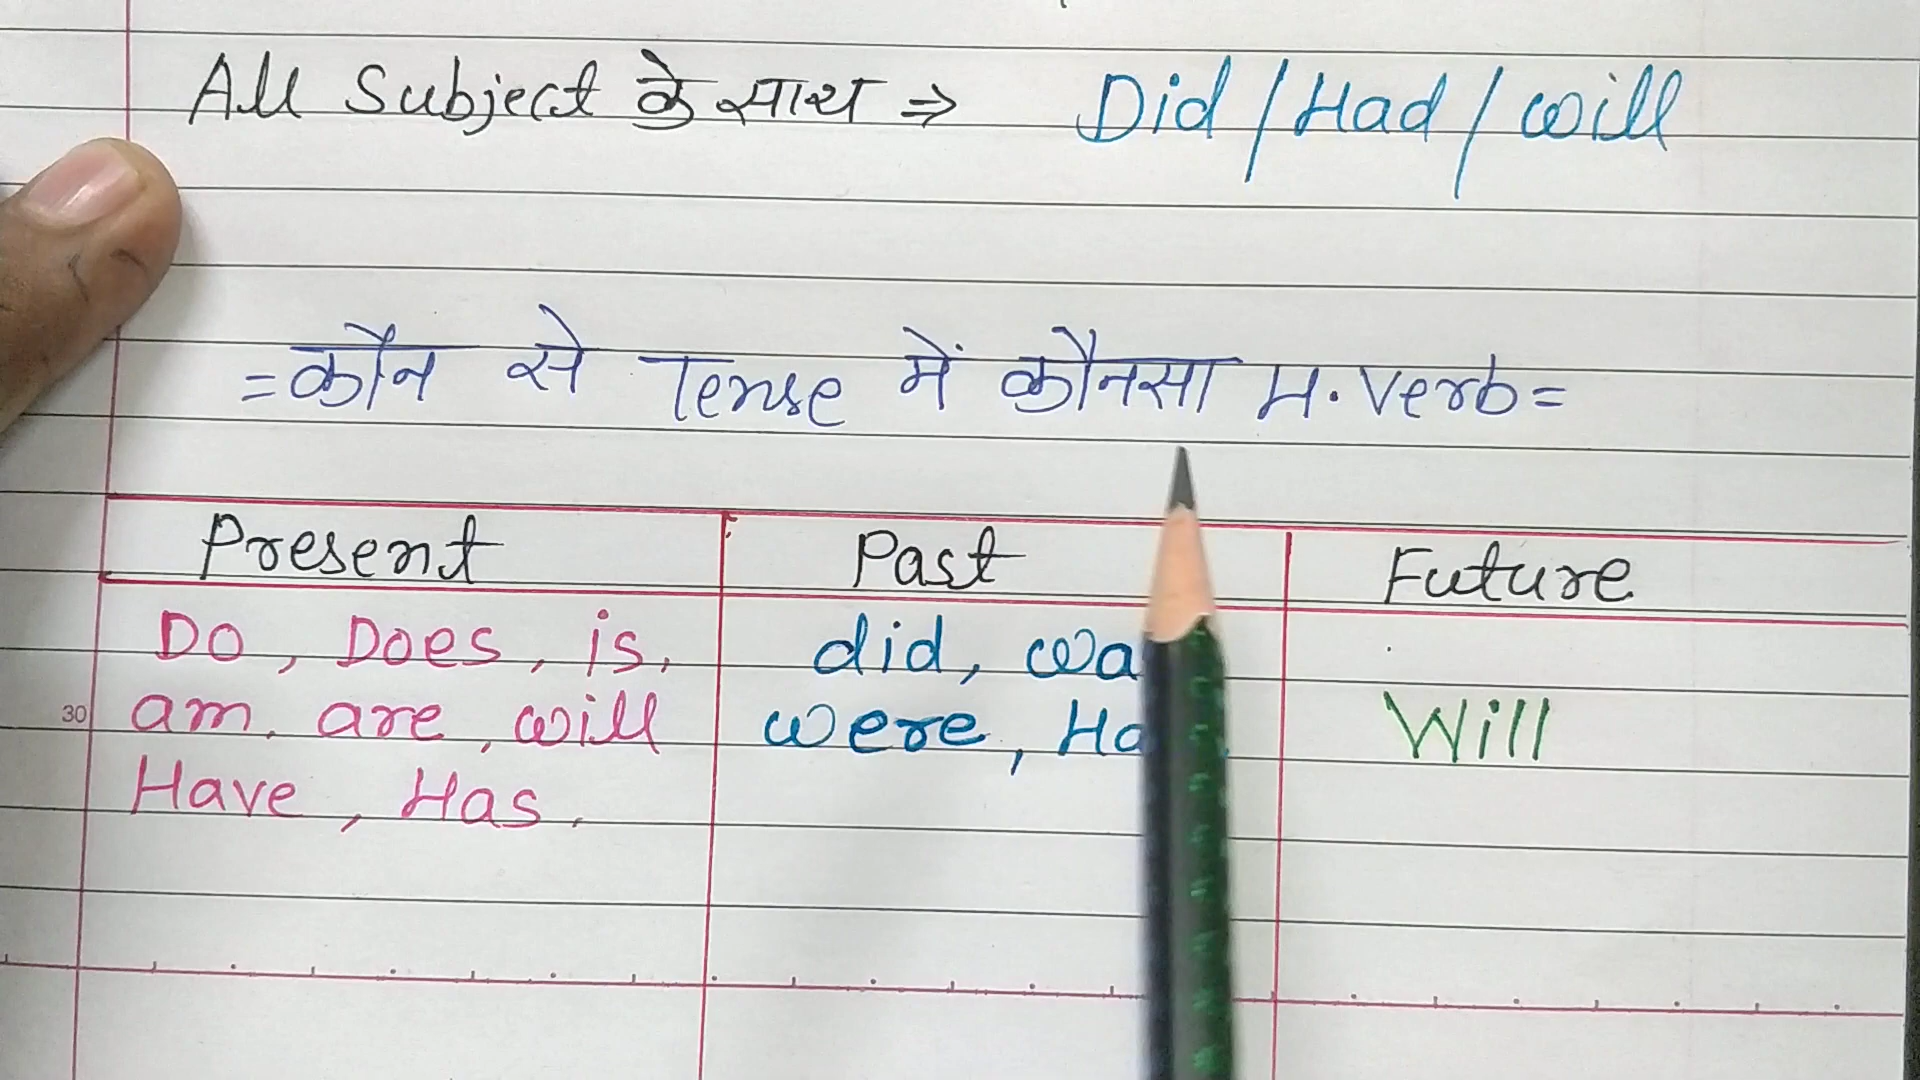 All Subject के साथ ⇒ Did / Had / will
= कौन से Tense में कौनसा H. Verb =
Present Past Future
Do, Does, is, did,
am, are, will were, Will
Have, Has,
30